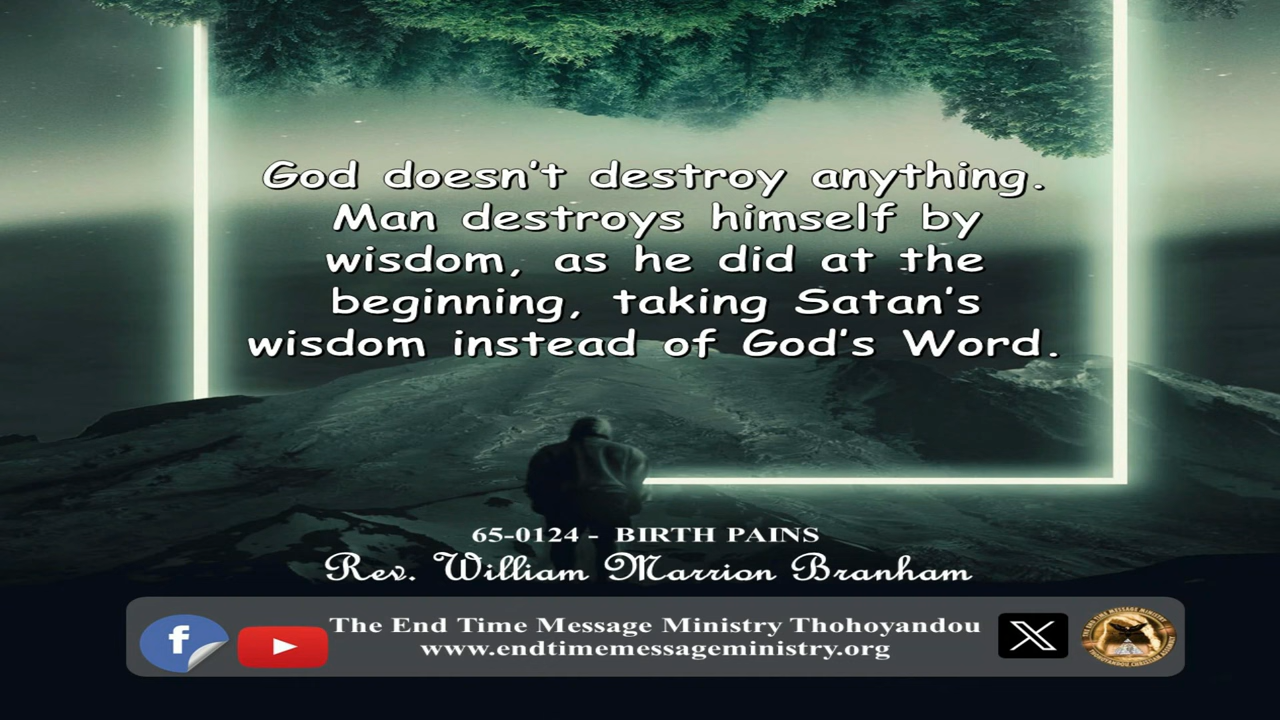 God doesn't destroy anything.
Man destroys himself by
wisdom, as he did at the
beginning, taking Satan's
wisdom instead of God's Word.
65-0124 - BIRTH PAINS
Rev. William Marrion Branham
The End Time Message Ministry Thohoyandou
www.endtimemessageministry.org